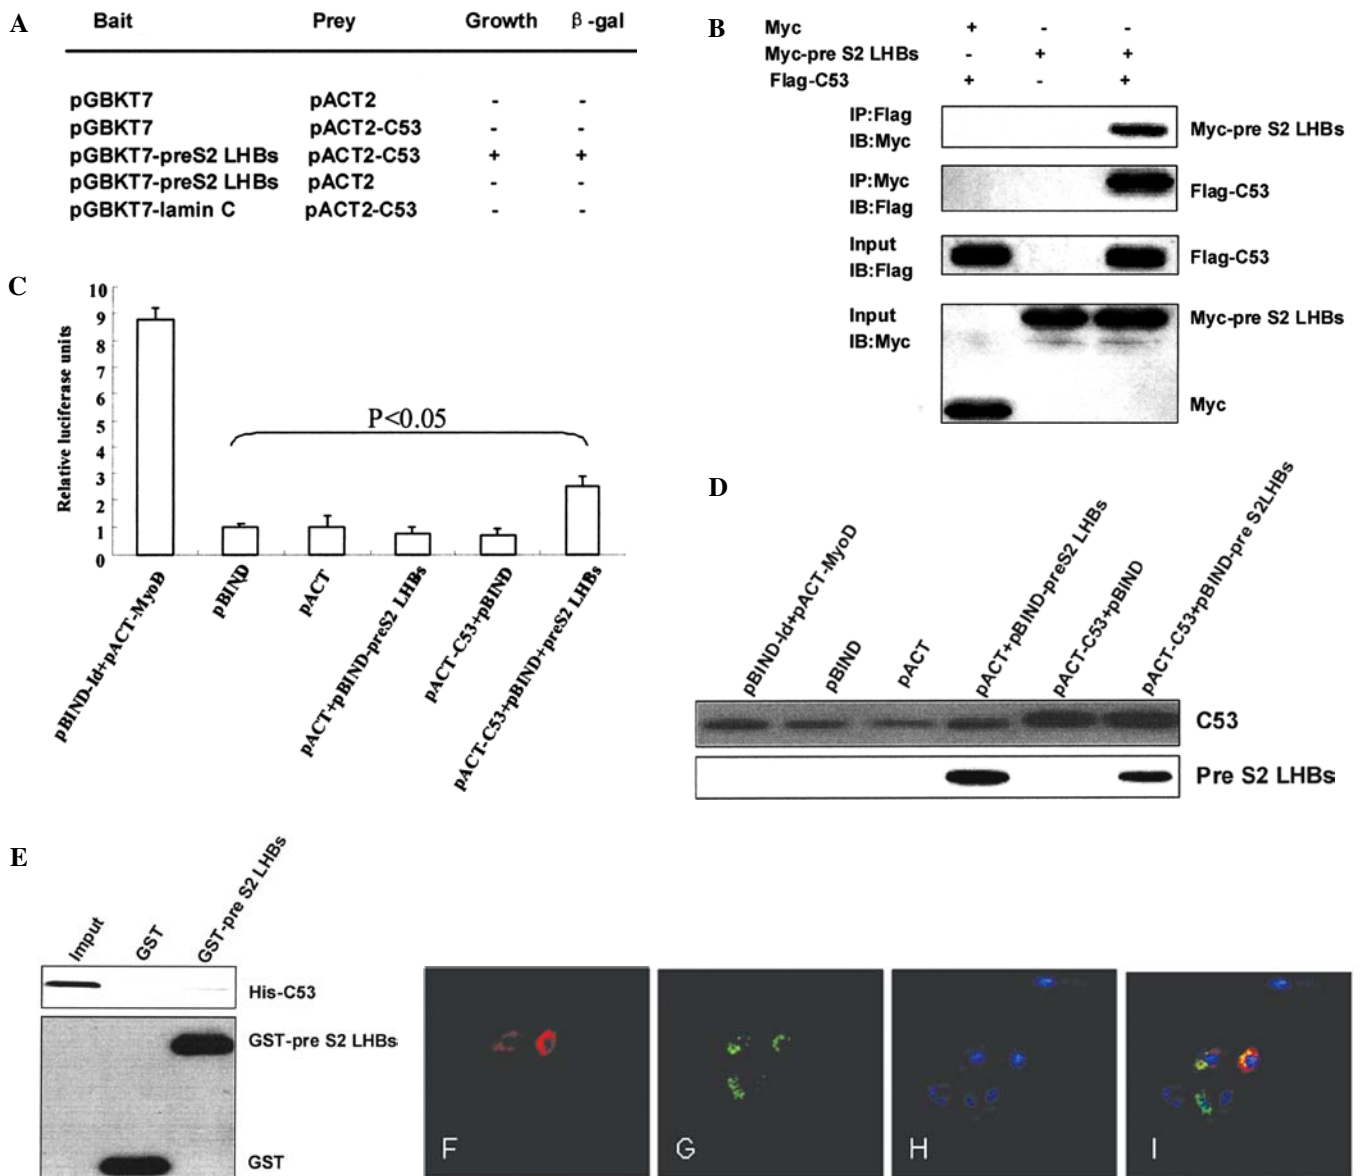 A
Bait Prey Growth β-gal
pGBKT7 pACT2 - -
pGBKT7 pACT2-C53 - -
pGBKT7-preS2 LHBs pACT2-C53 + +
pGBKT7-preS2 LHBs pACT2 - -
pGBKT7-lamin C pACT2-C53 - -
B
Myc + - -
Myc-pre S2 LHBs - + +
Flag-C53 + - +
IP:Flag
IB:Myc
Myc-pre S2 LHBs
IP:Myc
IB:Flag
Flag-C53
Input
IB:Flag
Flag-C53
Input
IB:Myc
Myc-pre S2 LHBs
Myc
C
Relative luciferase units
10
9
8
7
6
5
4
3
2
1
0
P<0.05
pBIND-Id+pACT-MyoD
pBIND
pACT
pACT+pBIND-preS2 LHBs
pACT-C53+pBIND
pACT-C53+pBIND+preS2 LHBs
D
pBIND-Id+pACT-MyoD
pBIND
pACT
pACT+pBIND-preS2 LHBs
pACT-C53+pBIND
pACT-C53+pBIND-pre S2LHBs
C53
Pre S2 LHBs
E
Imput
GST
GST-pre S2 LHBs
His-C53
GST-pre S2 LHBs
GST
F
G
H
I